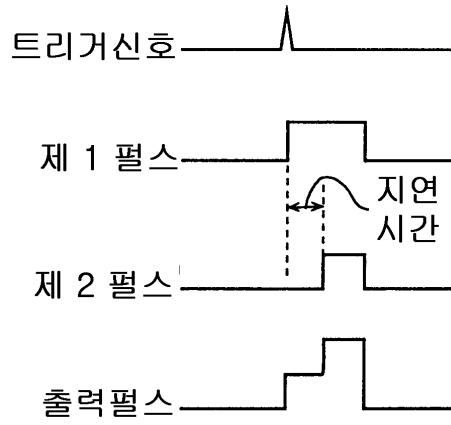 트리거신호
제 1 펄스
지연
시간
제 2 펄스
출력펄스